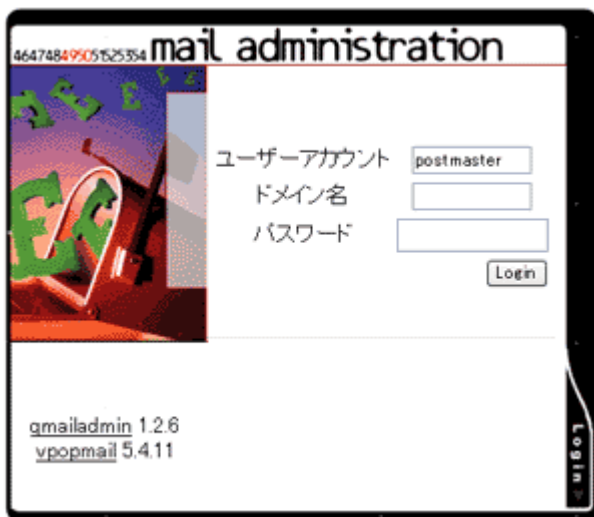 464748495051525354 mail administration
ユーザーアカウント postmaster
ドメイン名
パスワード
Login
qmailadmin 1.2.6
vpopmail 5.4.11
Login >